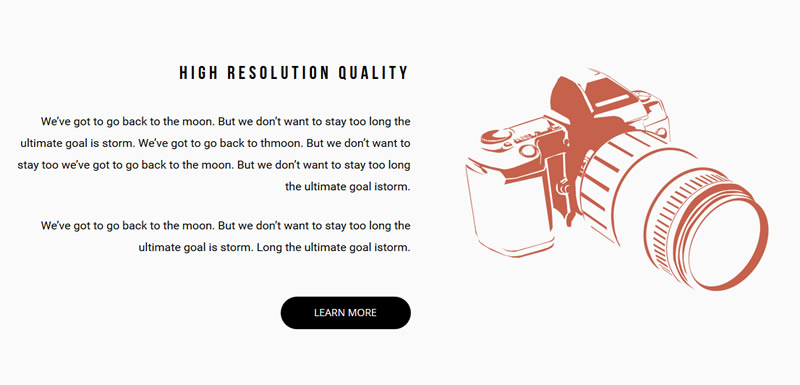 HIGH RESOLUTION QUALITY
We've got to go back to the moon. But we don't want to stay too long the
ultimate goal is storm. We've got to go back to thmoon. But we don't want to
stay too we've got to go back to the moon. But we don't want to stay too long
the ultimate goal istorm.
We've got to go back to the moon. But we don't want to stay too long the
ultimate goal is storm. Long the ultimate goal istorm.
LEARN MORE